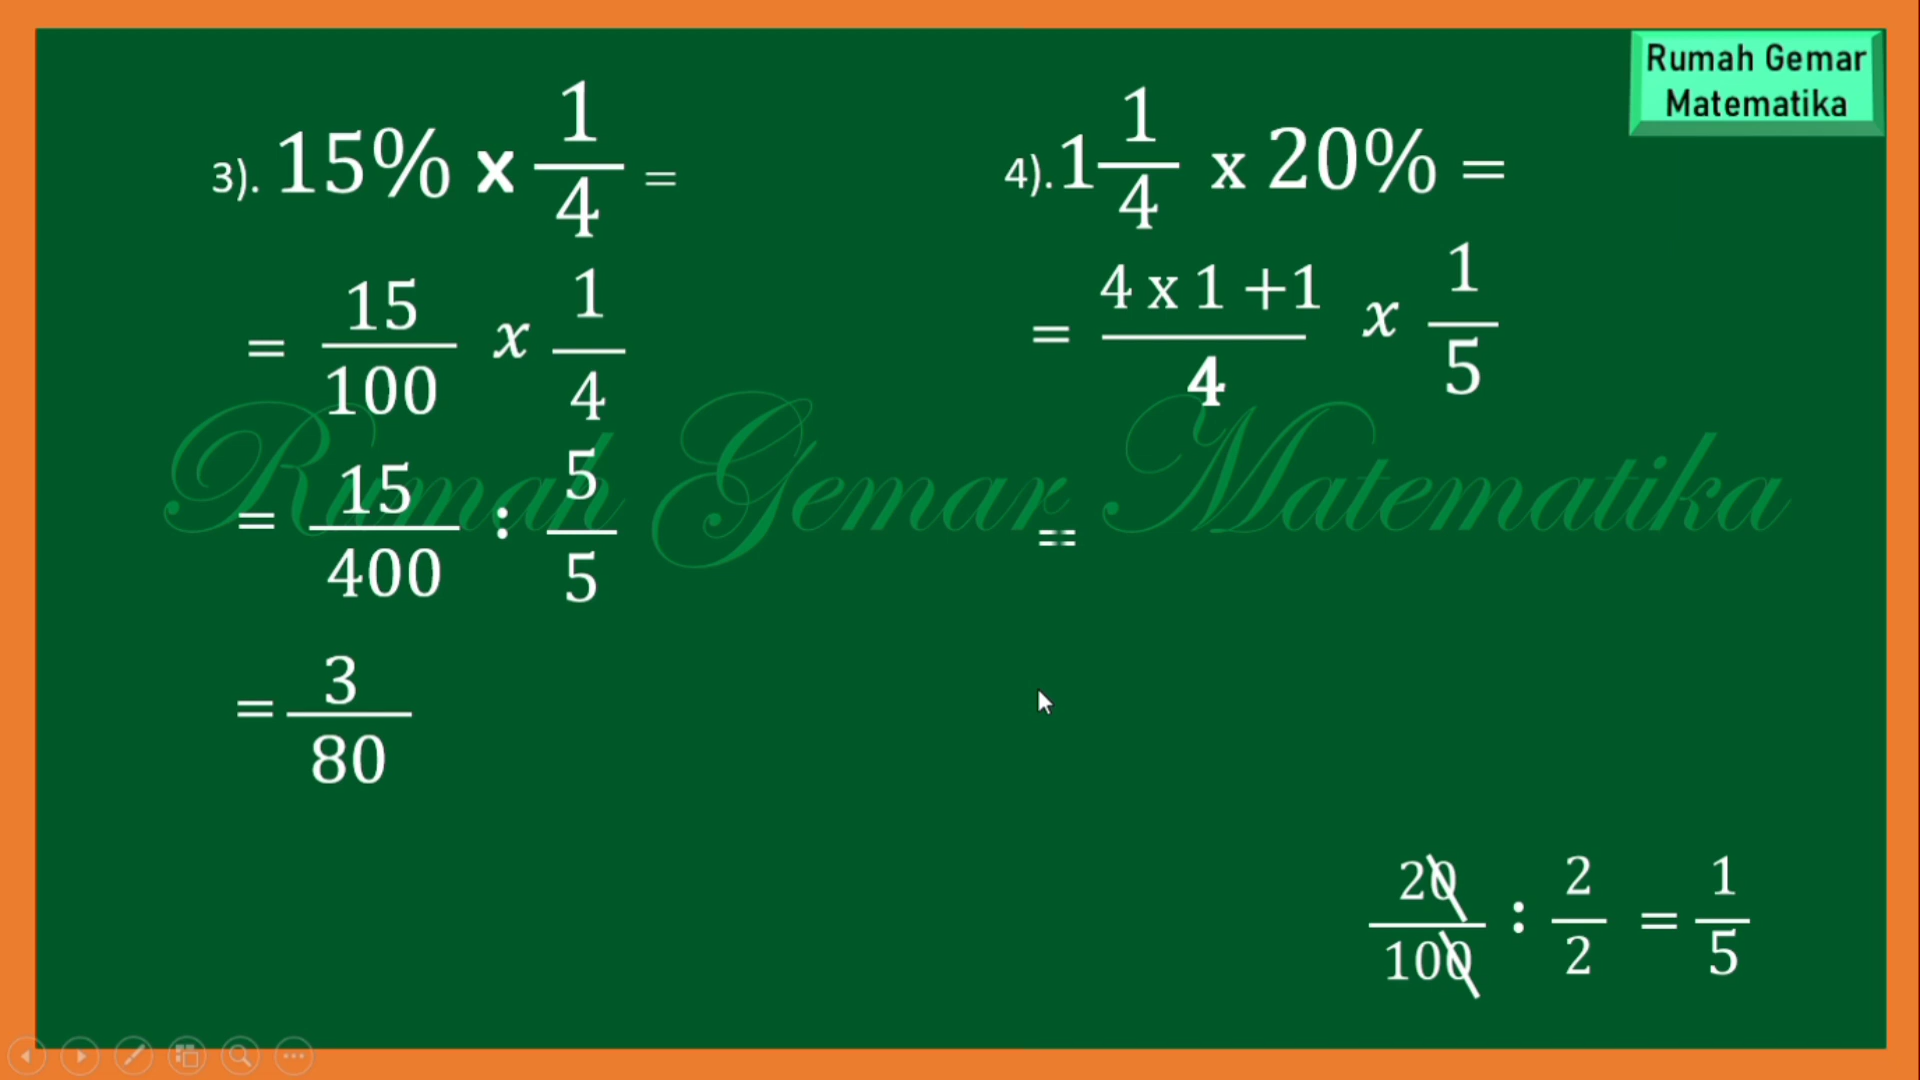 Rumah Gemar
Matematika
3). 15% x 1/4 =
= 15/100 x 1/4
= 15/400 : 5/5
= 3/80
4). 1 1/4 x 20% =
= 4 x 1 + 1/4 x 1/5
=
20/100 : 2/2 = 1/5
Rumah Gemar Matematika